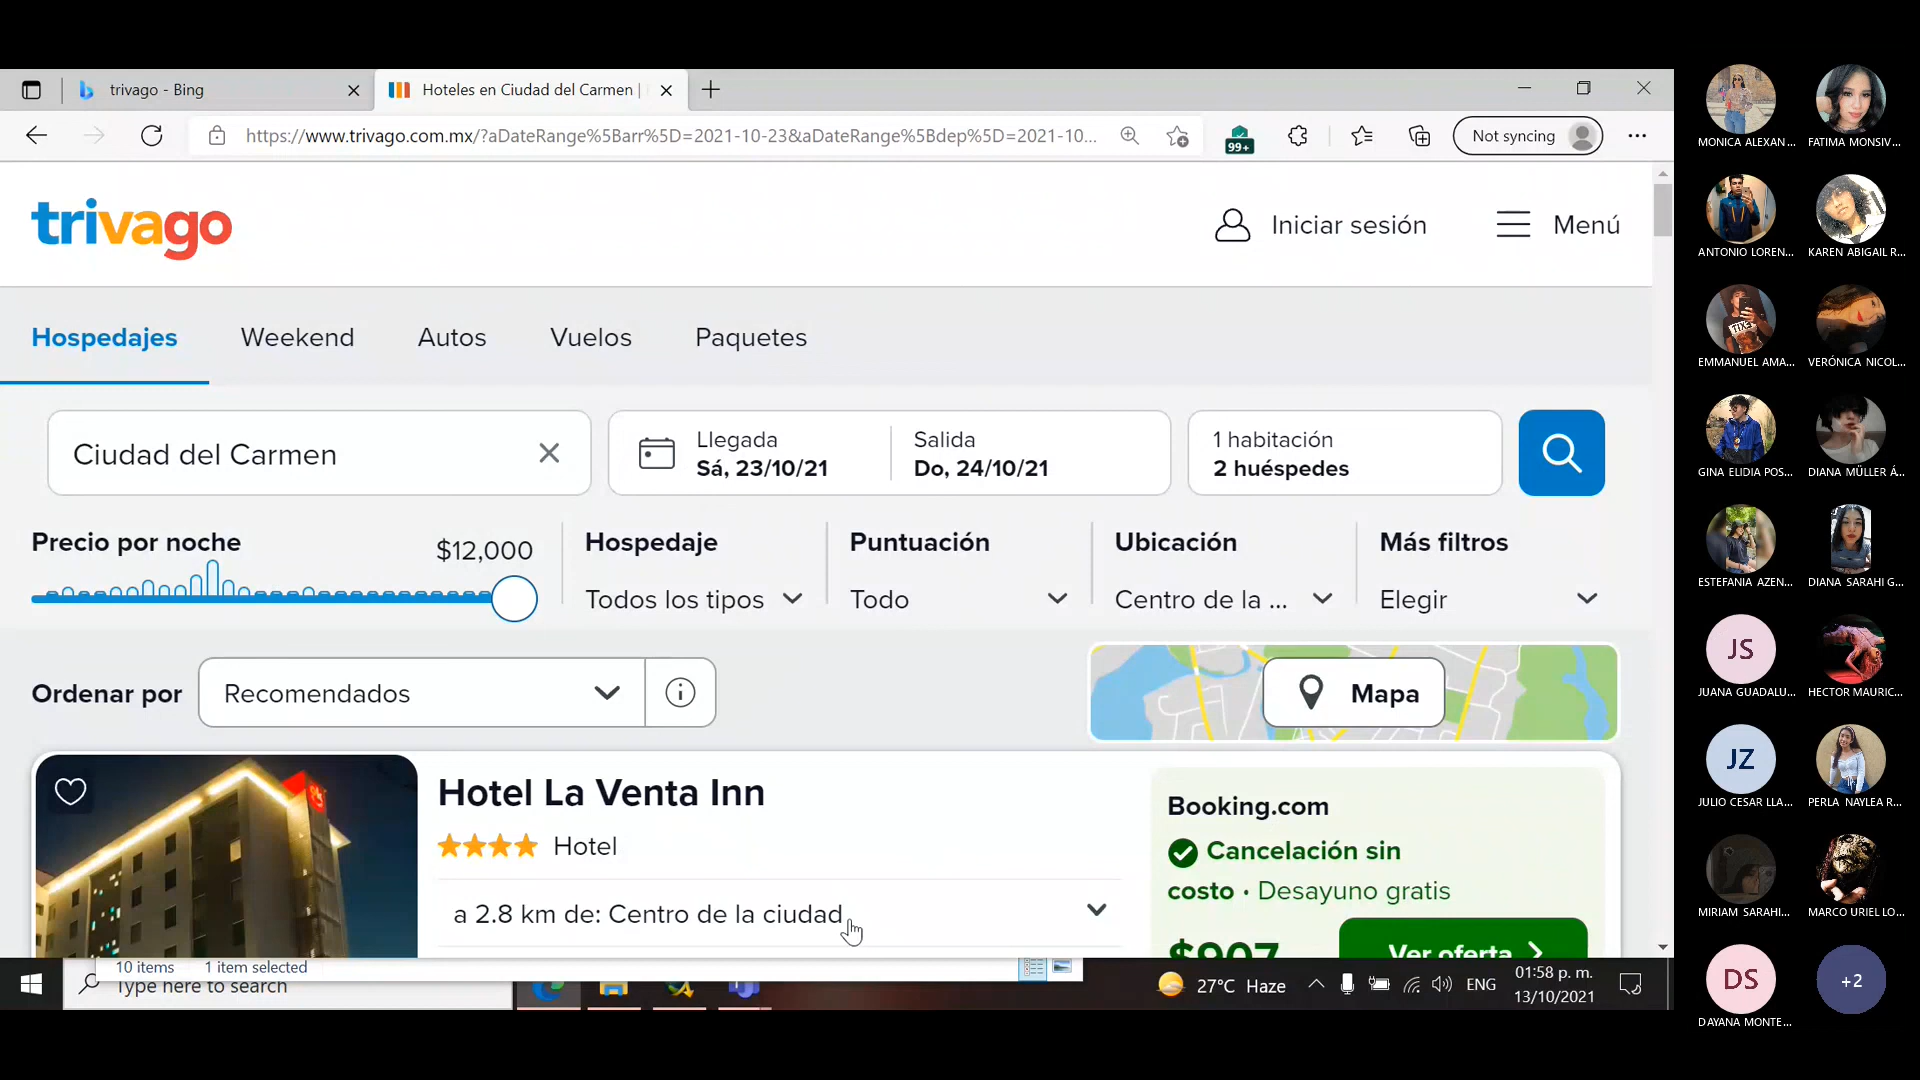 trivago - Bing
Hoteles en Ciudad del Carmen |
https://www.trivago.com.mx/?aDateRange%5Barr%5D=2021-10-23&aDateRange%5Bdep%5D=2021-10...
99+
Not syncing
trivago
Iniciar sesión
Menú
Hospedajes
Weekend
Autos
Vuelos
Paquetes
Ciudad del Carmen
Llegada
Sá, 23/10/21
Salida
Do, 24/10/21
1 habitación
2 huéspedes
Precio por noche
$12,000
Hospedaje
Todos los tipos
Puntuación
Todo
Ubicación
Centro de la ...
Más filtros
Elegir
Ordenar por
Recomendados
Mapa
Hotel La Venta Inn
Hotel
a 2.8 km de: Centro de la ciudad
Booking.com
Cancelación sin
costo · Desayuno gratis
$907
Ver oferta
10 items 1 item selected
Type here to search
27°C Haze
ENG
01:58 p. m.
13/10/2021
MONICA ALEXAN...
FATIMA MONSIV...
ANTONIO LOREN...
KAREN ABIGAIL R...
EMMANUEL AMA...
VERÓNICA NICOL...
GINA ELIDIA POS...
DIANA MÜLLER Á...
ESTEFANIA AZEN...
DIANA SARAHI G...
JS
JUANA GUADALU...
HECTOR MAURIC...
JZ
JULIO CESAR LLA...
PERLA NAYLEA R...
MIRIAM SARAHI...
MARCO URIEL LO...
DS
DAYANA MONTE...
+2